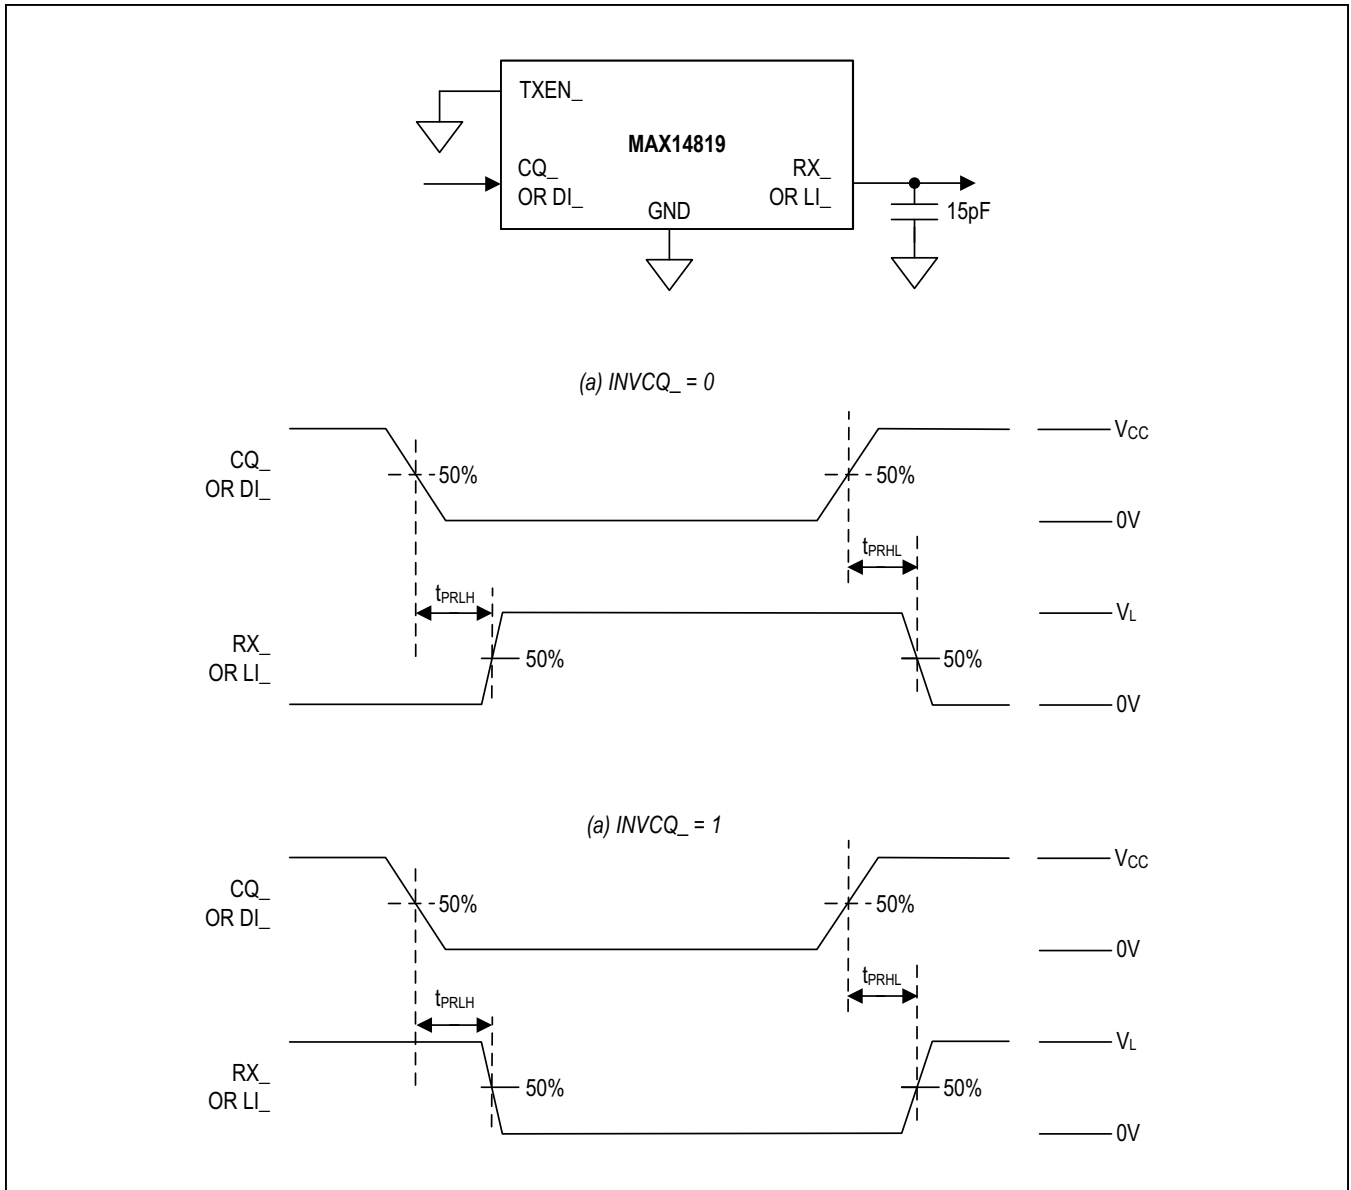 TXEN_
MAX14819
CQ_
OR DI_
RX_
OR LI_
GND
15pF
(a) INVCQ_ = 0
CQ_
OR DI_
50%
50%
VCC
0V
tPRHL
tPRLH
RX_
OR LI_
50%
50%
VL
0V
(a) INVCQ_ = 1
CQ_
OR DI_
50%
50%
VCC
0V
tPRHL
tPRLH
RX_
OR LI_
50%
50%
VL
0V